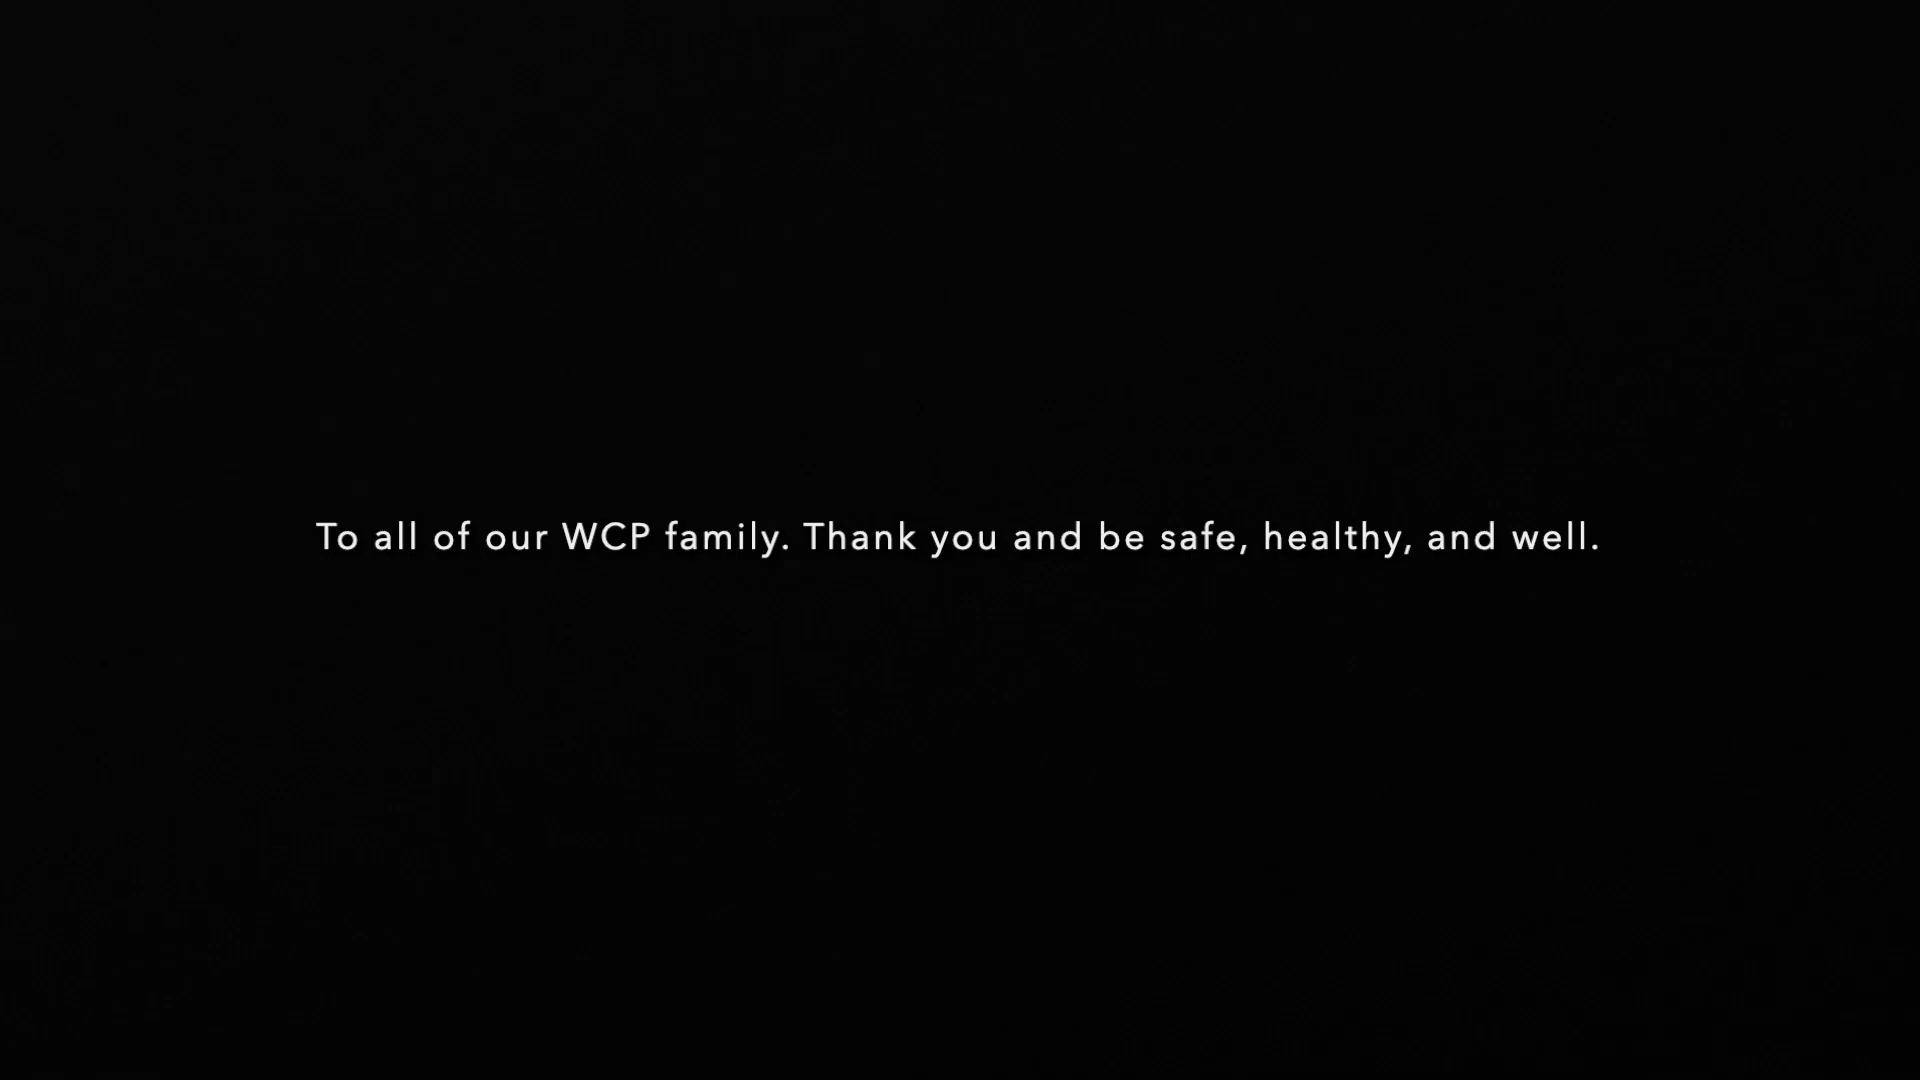 To all of our WCP family. Thank you and be safe, healthy, and well.